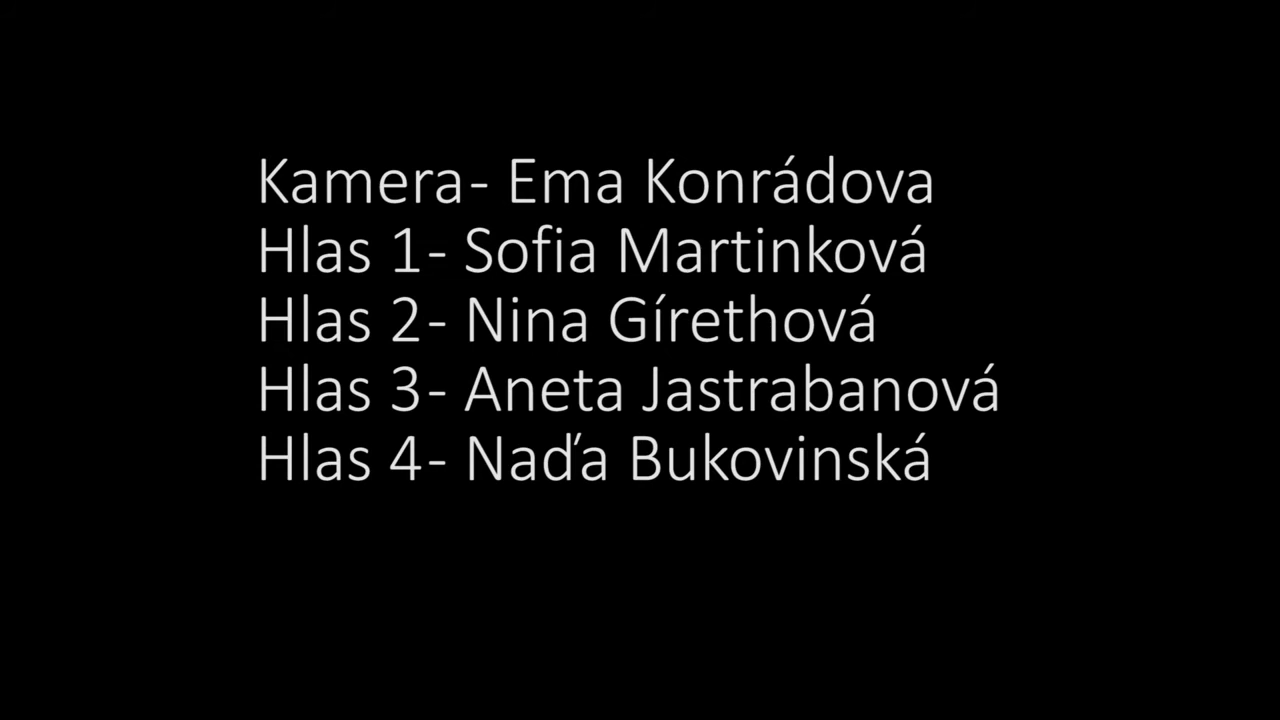 Kamera- Ema Konrádova
Hlas 1- Sofia Martinková
Hlas 2- Nina Gírethová
Hlas 3- Aneta Jastrabanová
Hlas 4- Naďa Bukovinská